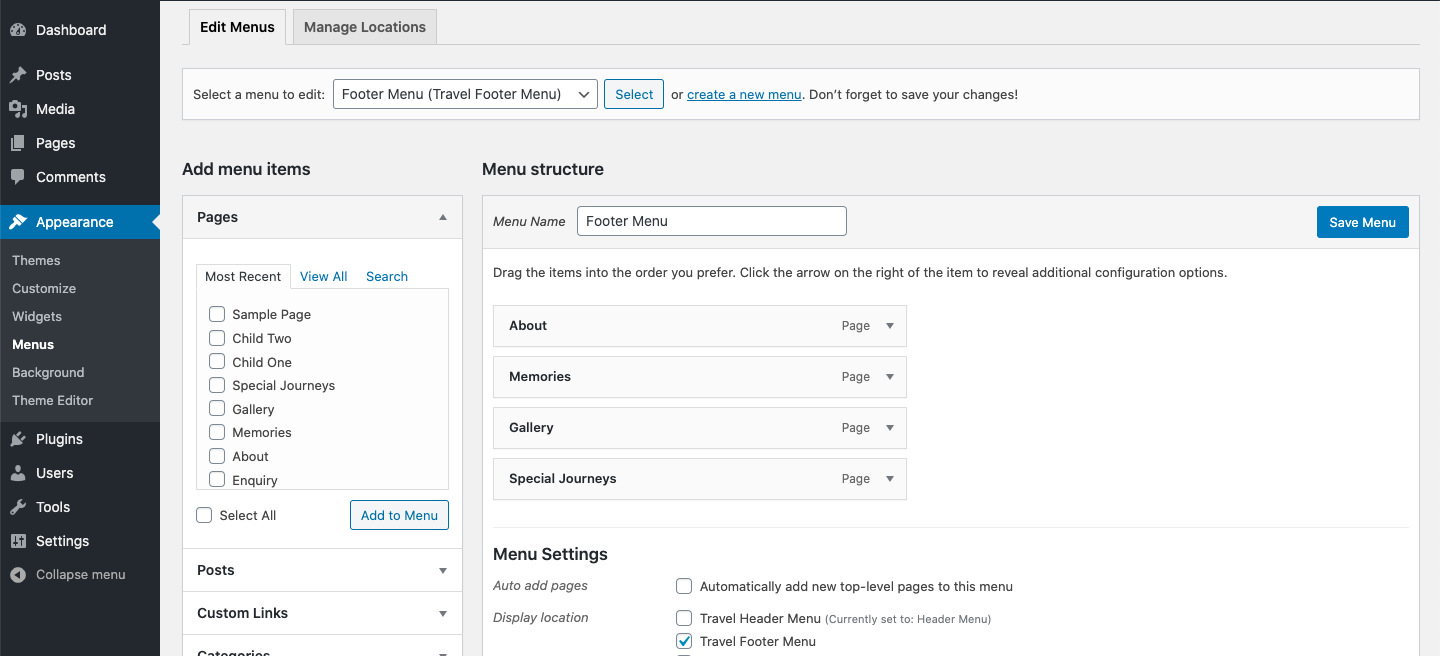 Dashboard
Posts
Media
Pages
Comments
Appearance
Themes
Customize
Widgets
Menus
Background
Theme Editor
Plugins
Users
Tools
Settings
Collapse menu
Edit Menus
Manage Locations
Select a menu to edit: Footer Menu (Travel Footer Menu) Select or create a new menu. Don’t forget to save your changes!
Add menu items
Pages
Most Recent View All Search
Sample Page
Child Two
Child One
Special Journeys
Gallery
Memories
About
Enquiry
Select All Add to Menu
Posts
Custom Links
Categories
Menu structure
Menu Name Footer Menu Save Menu
Drag the items into the order you prefer. Click the arrow on the right of the item to reveal additional configuration options.
About Page
Memories Page
Gallery Page
Special Journeys Page
Menu Settings
Auto add pages Automatically add new top-level pages to this menu
Display location Travel Header Menu (Currently set to: Header Menu)
Travel Footer Menu